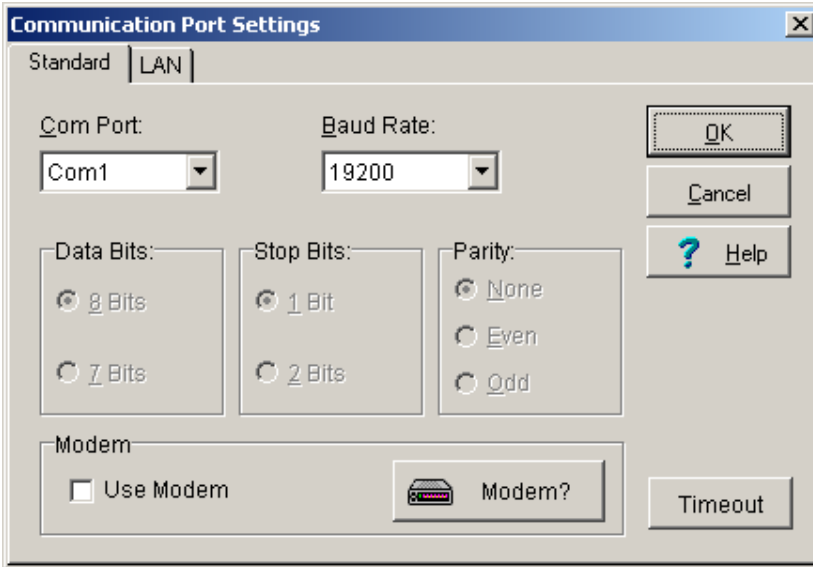 Communication Port Settings
Standard LAN
Com Port: Baud Rate: OK
Com1 19200
Cancel
Data Bits: Stop Bits: Parity: ? Help
8 Bits 1 Bit None
Even
7 Bits 2 Bits Odd
Modem
Use Modem Modem? Timeout